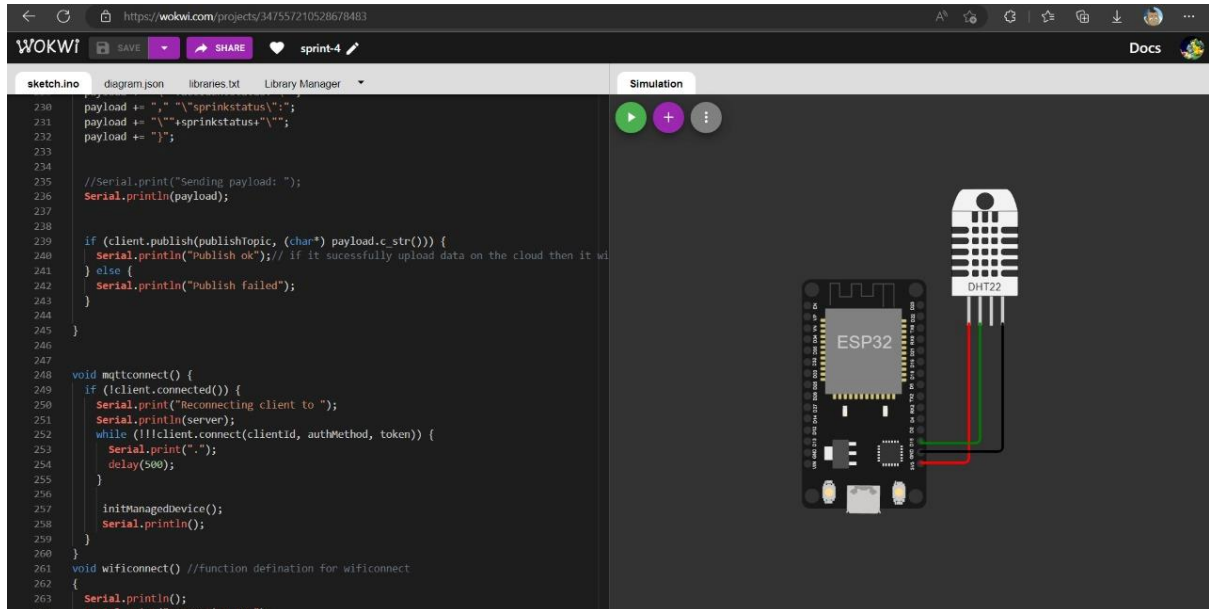 https://wokwi.com/projects/347557210528678483
WOKWi SAVE SHARE sprint-4 Docs
sketch.ino diagram.json libraries.txt Library Manager Simulation
230 payload += "," "\"sprinkstatus\":";
231 payload += "\""+sprinkstatus+"\"";
232 payload += "}";
233
234
235 //Serial.print("Sending payload: ");
236 Serial.println(payload);
237
238
239 if (client.publish(publishTopic, (char*) payload.c_str())) {
240 Serial.println("Publish ok");// if it sucessfully upload data on the cloud then it wi
241 } else {
242 Serial.println("Publish failed");
243 }
244
245 }
246
247
248 void mqttconnect() {
249 if (!client.connected()) {
250 Serial.print("Reconnecting client to ");
251 Serial.println(server);
252 while (!!!client.connect(clientId, authMethod, token)) {
253 Serial.print(".");
254 delay(500);
255 }
256
257 initManagedDevice();
258 Serial.println();
259 }
260 }
261 void wificonnect() //function defination for wificonnect
262 {
263 Serial.println();
DHT22
ESP32